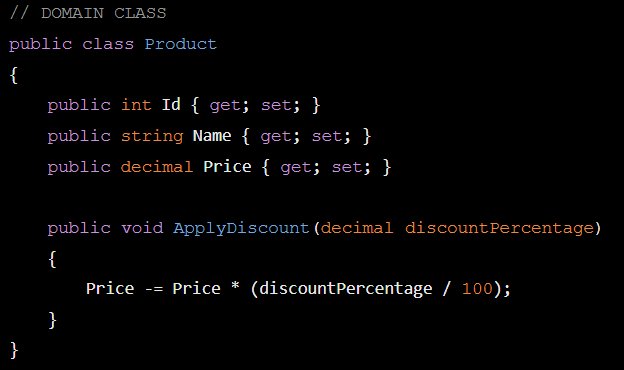 // DOMAIN CLASS
public class Product
{
    public int Id { get; set; }
    public string Name { get; set; }
    public decimal Price { get; set; }

    public void ApplyDiscount(decimal discountPercentage)
    {
        Price -= Price * (discountPercentage / 100);
    }
}